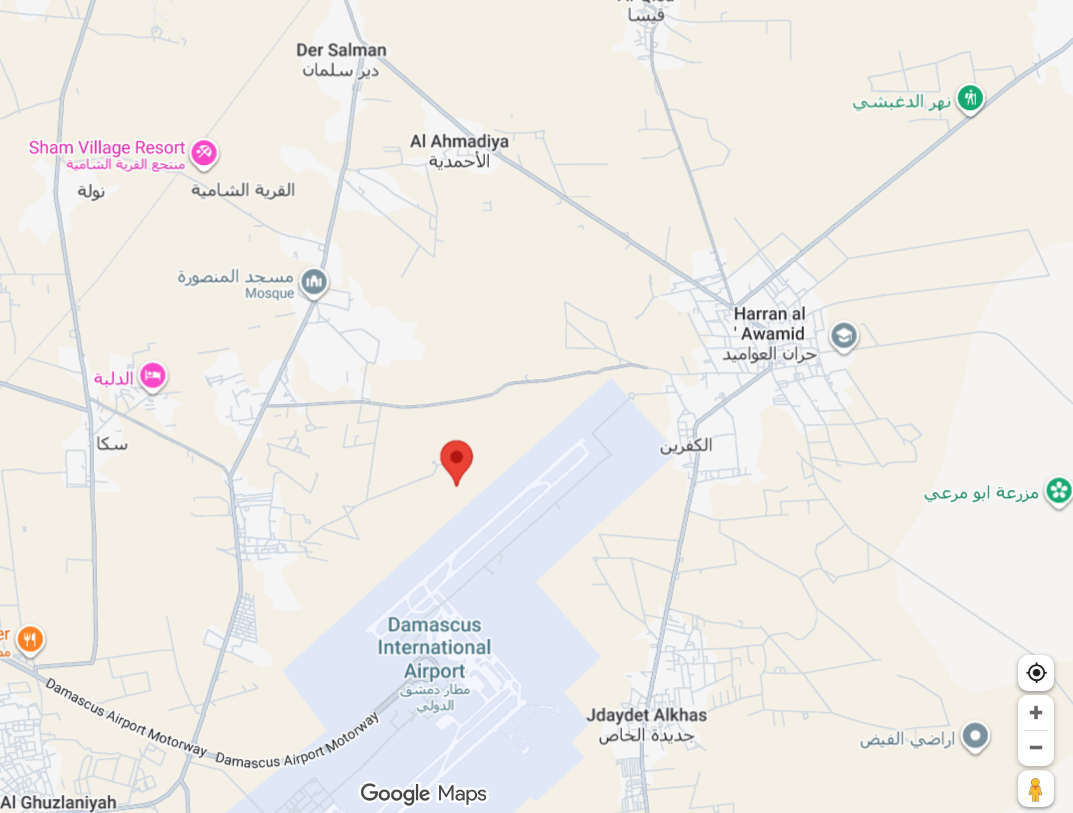 قيسا
Der Salman
دير سلمان
نهر الدغبشي
Al Ahmadiya
الأحمدية
Sham Village Resort
منتجع القرية الشامية
نولة
القرية الشامية
مسجد المنصورة
Mosque
Harran al
' Awamid
حران العواميد
الدلبة
سكا
الكفرين
مزرعة ابو مرعي
Damascus
International
Airport
مطار دمشق
الدولي
er
Damascus Airport Motorway
Damascus Airport Motorway
Jdaydet Alkhas
جديدة الخاص
اراضي الفيض
Al Ghuzlaniyah
Google Maps